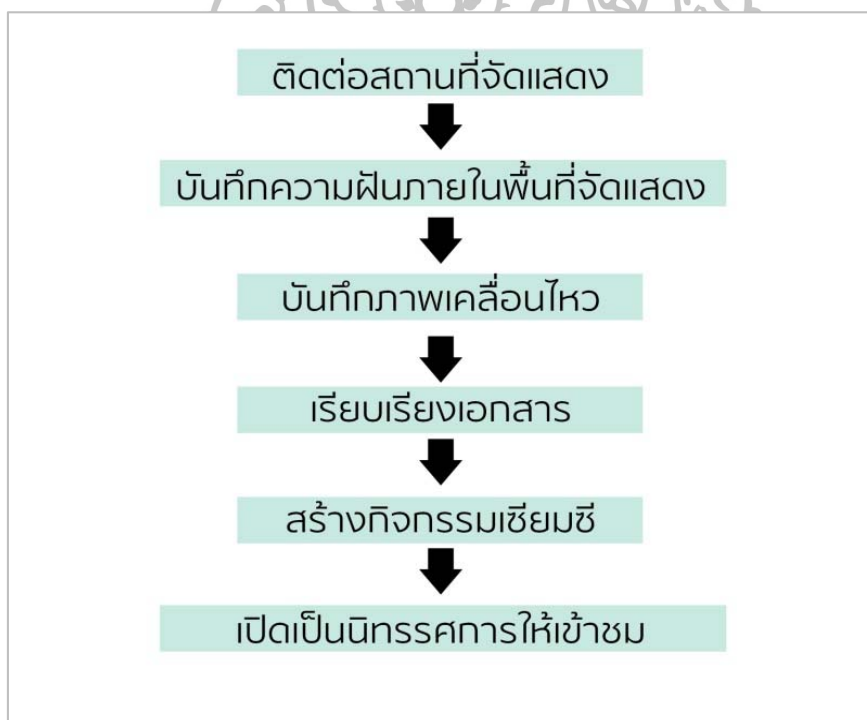 ติดต่อสถานที่จัดแสดง
บันทึกความฝันภายในพื้นที่จัดแสดง
บันทึกภาพเคลื่อนไหว
เรียบเรียงเอกสาร
สร้างกิจกรรมเซียมซี
เปิดเป็นนิทรรศการให้เข้าชม